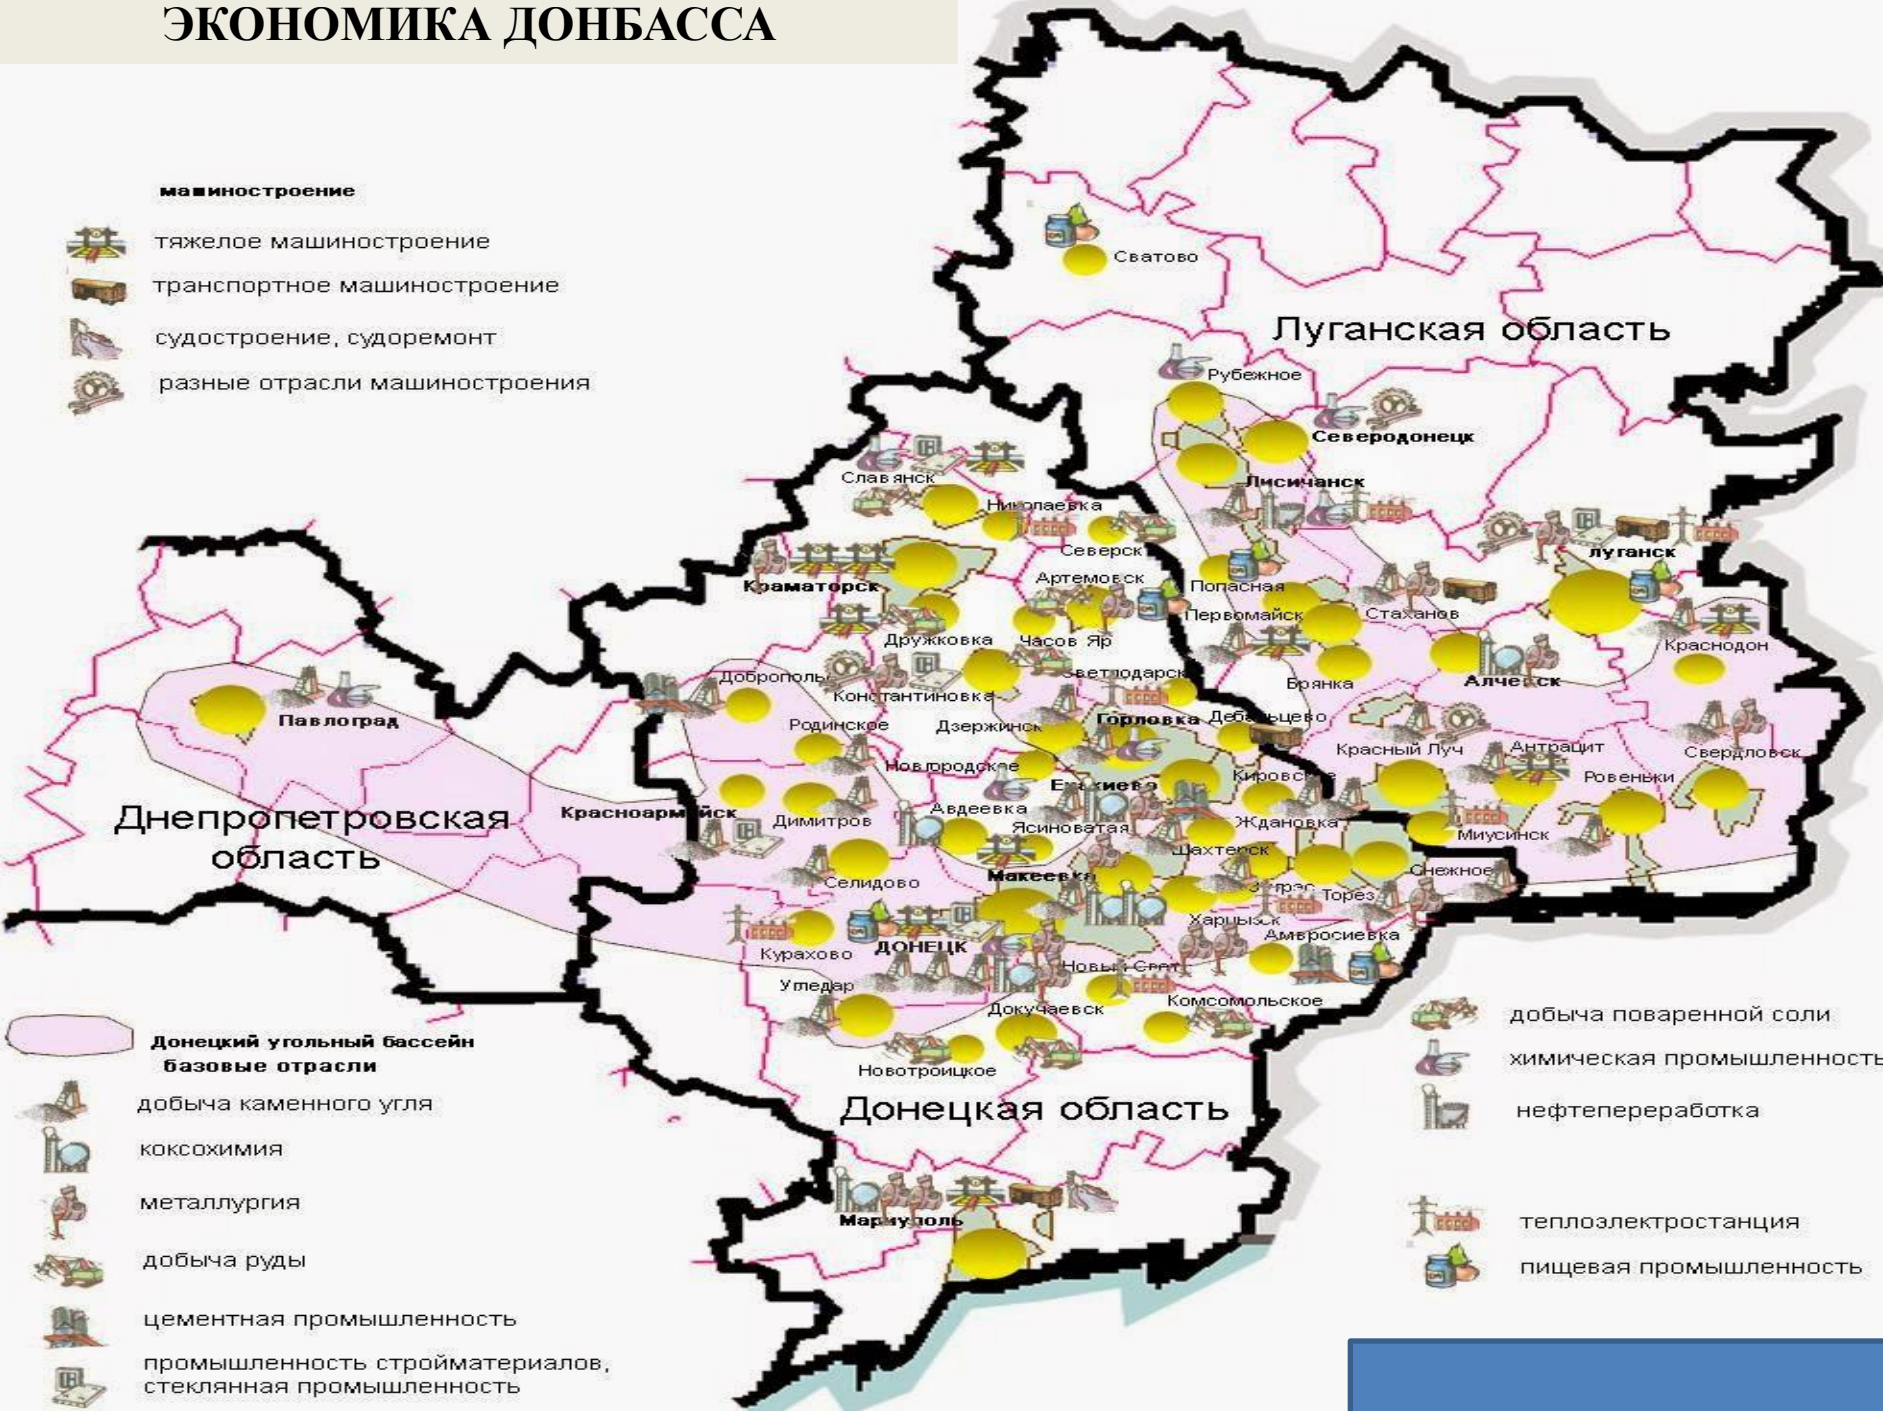 ЭКОНОМИКА ДОНБАССА
машиностроение
тяжелое машиностроение
транспортное машиностроение
судостроение, судоремонт
разные отрасли машиностроения
Сватово
Луганская область
Рубежное
Северодонецк
Лисичанск
Славянск
Николаевка
Северск
Луганск
Краматорск
Артемовск
Попасная
Первомайск
Стаханов
Дружковка
Часов Яр
Краснодон
Доброполь
Константиновка
Светлодарск
Брянка
Алчевск
Павлоград
Родинское
Дзержинск
Горловка
Дебальцево
Красный Луч
Антрацит
Свердловск
Новгородское
Енакиево
Кировское
Ровеньки
Днепропетровская
область
Красноармейск
Димитров
Авдеевка
Ясиноватая
Ждановка
Миусинск
Шахтерск
Селидово
Макеевка
Зугрэс
Торез
Снежное
Харцызск
Амвросиевка
Курахово
ДОНЕЦК
Новый Свет
Угледар
Докучаевск
Комсомольское
Новотроицкое
Донецкая область
Мариуполь
Донецкий угольный бассейн
базовые отрасли
добыча каменного угля
коксохимия
металлургия
добыча руды
цементная промышленность
промышленность стройматериалов,
стеклянная промышленность
добыча поваренной соли
химическая промышленность
нефтепереработка
теплоэлектростанция
пищевая промышленность